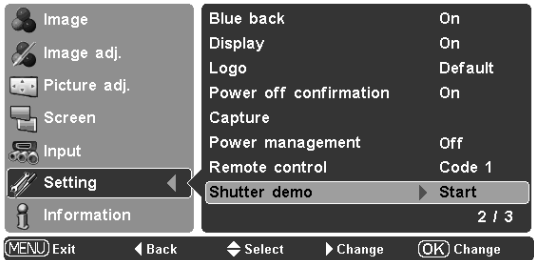 Image
Image adj.
Picture adj.
Screen
Input
Setting
Information
Blue back On
Display On
Logo Default
Power off confirmation On
Capture
Power management Off
Remote control Code 1
Shutter demo Start
2 / 3
MENU Exit Back Select Change OK Change